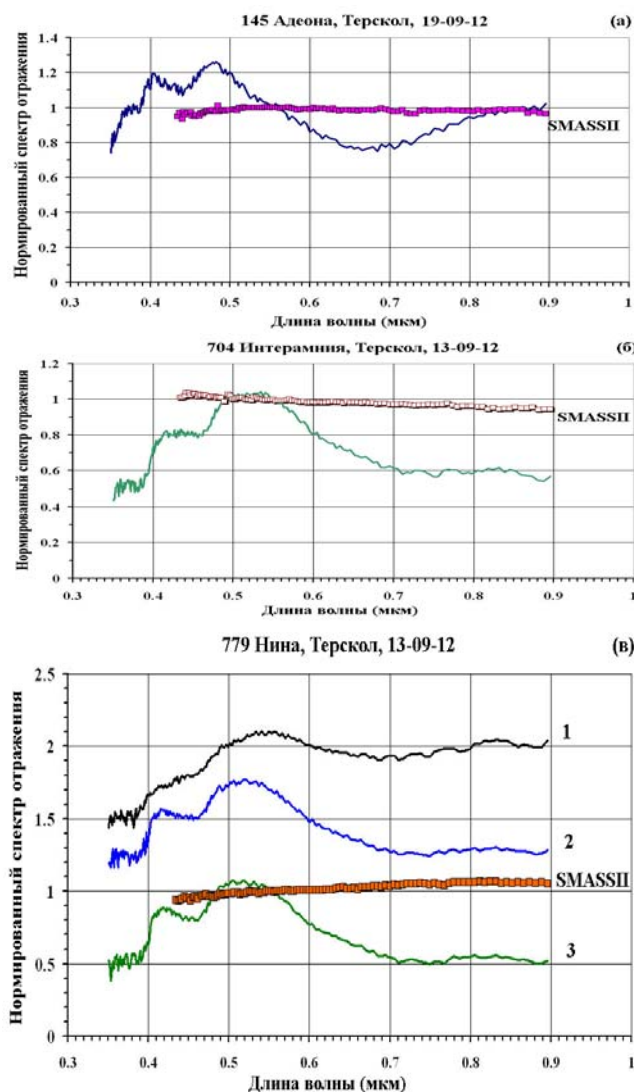 145 Адеона, Терскол, 19-09-12 (а)
Нормированный спектр отражения
1.4
1.2
1
0.8
0.6
0.4
0.2
0
SMASSII
0.3 0.4 0.5 0.6 0.7 0.8 0.9 1
Длина волны (мкм)
704 Интерамния, Терскол, 13-09-12 (б)
Нормированный спектр отражения
1.2
1
0.8
0.6
0.4
0.2
0
SMASSII
0.3 0.4 0.5 0.6 0.7 0.8 0.9 1
Длина волны (мкм)
779 Нина, Терскол, 13-09-12 (в)
Нормированный спектр отражения
2.5
2
1.5
1
0.5
0
1
2
SMASSII
3
0.3 0.4 0.5 0.6 0.7 0.8 0.9 1
Длина волны (мкм)